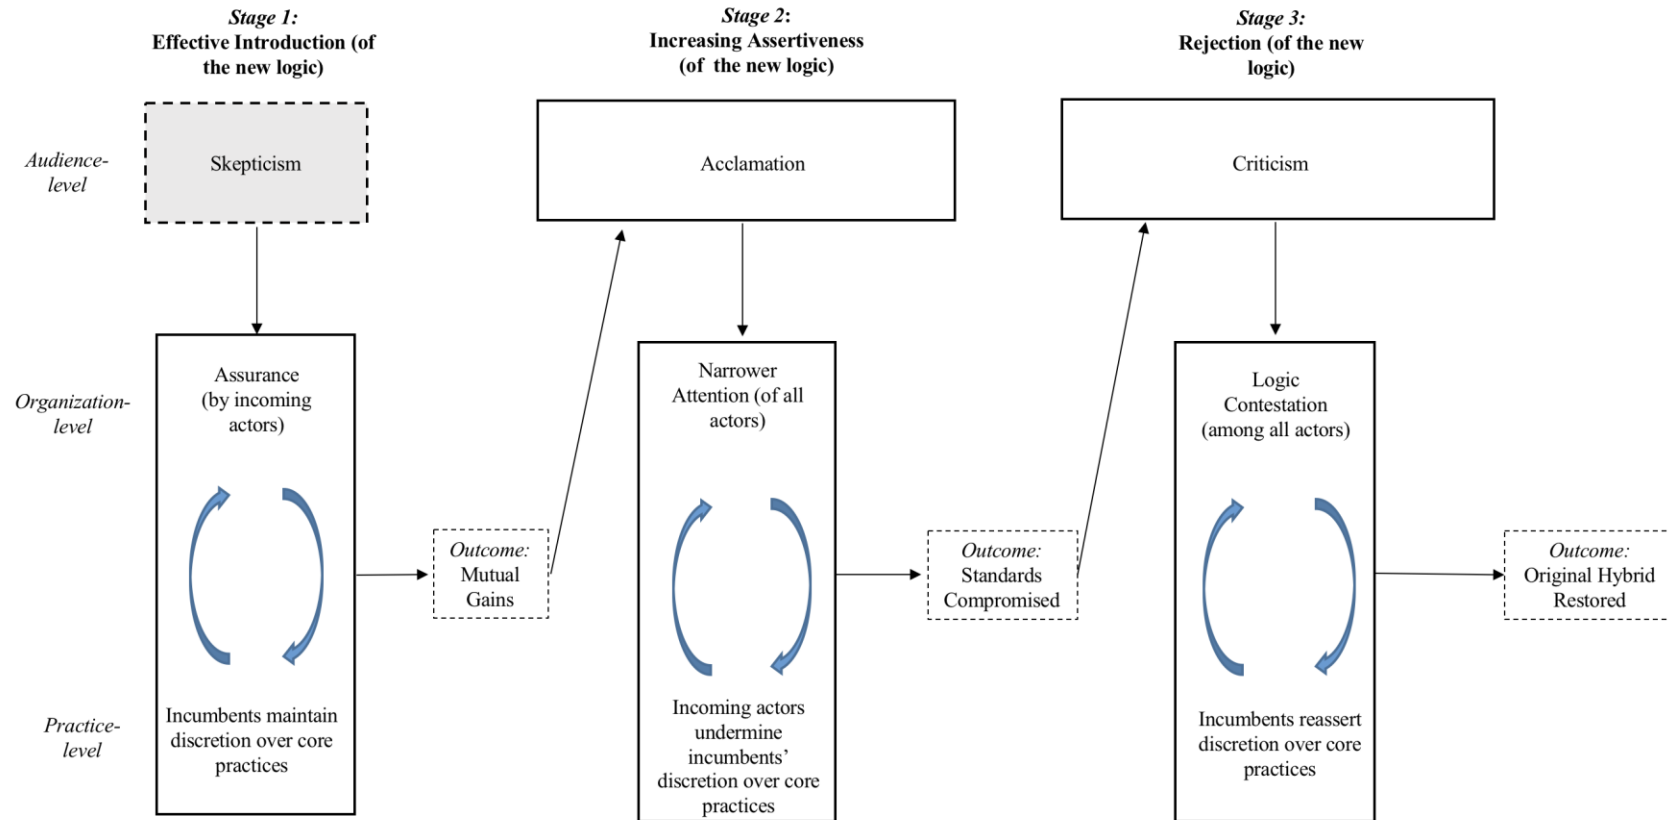 Stage 1:
Effective Introduction (of
the new logic)
Stage 2:
Increasing Assertiveness
(of the new logic)
Stage 3:
Rejection (of the new
logic)
Audience-
level
Skepticism
Acclamation
Criticism
Organization-
level
Assurance
(by incoming
actors)
Narrower
Attention (of all
actors)
Logic
Contestation
(among all actors)
Outcome:
Mutual
Gains
Outcome:
Standards
Compromised
Outcome:
Original Hybrid
Restored
Practice-
level
Incumbents maintain
discretion over core
practices
Incoming actors
undermine
incumbents’
discretion over core
practices
Incumbents reassert
discretion over core
practices